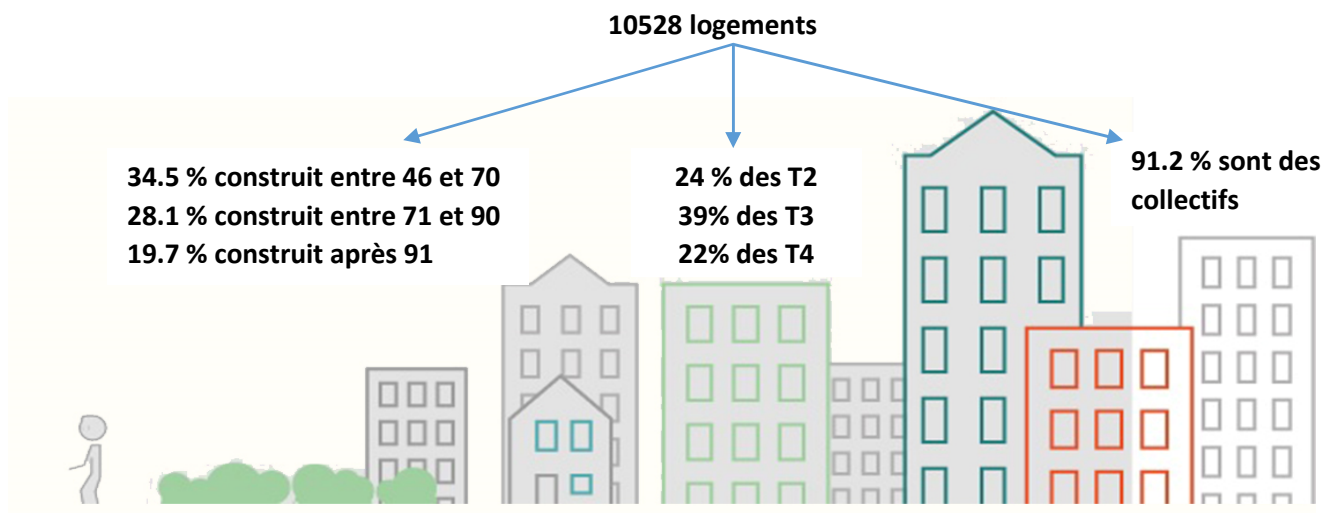 10528 logements
34.5 % construit entre 46 et 70
28.1 % construit entre 71 et 90
19.7 % construit après 91
24 % des T2
39% des T3
22% des T4
91.2 % sont des
collectifs